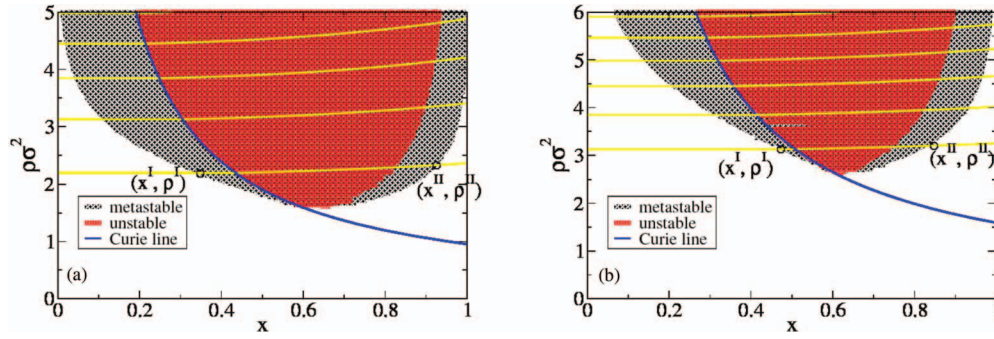 5
4
3
2
1
0
ρσ²
(x^I, ρ^I)
(x^II, ρ^II)
metastable
unstable
Curie line
(a)
0 0.2 0.4 0.6 0.8 1
x
6
5
4
3
2
1
0
ρσ²
(x^I, ρ^I)
(x^II, ρ^II)
metastable
unstable
Curie line
(b)
0 0.2 0.4 0.6 0.8 1
x